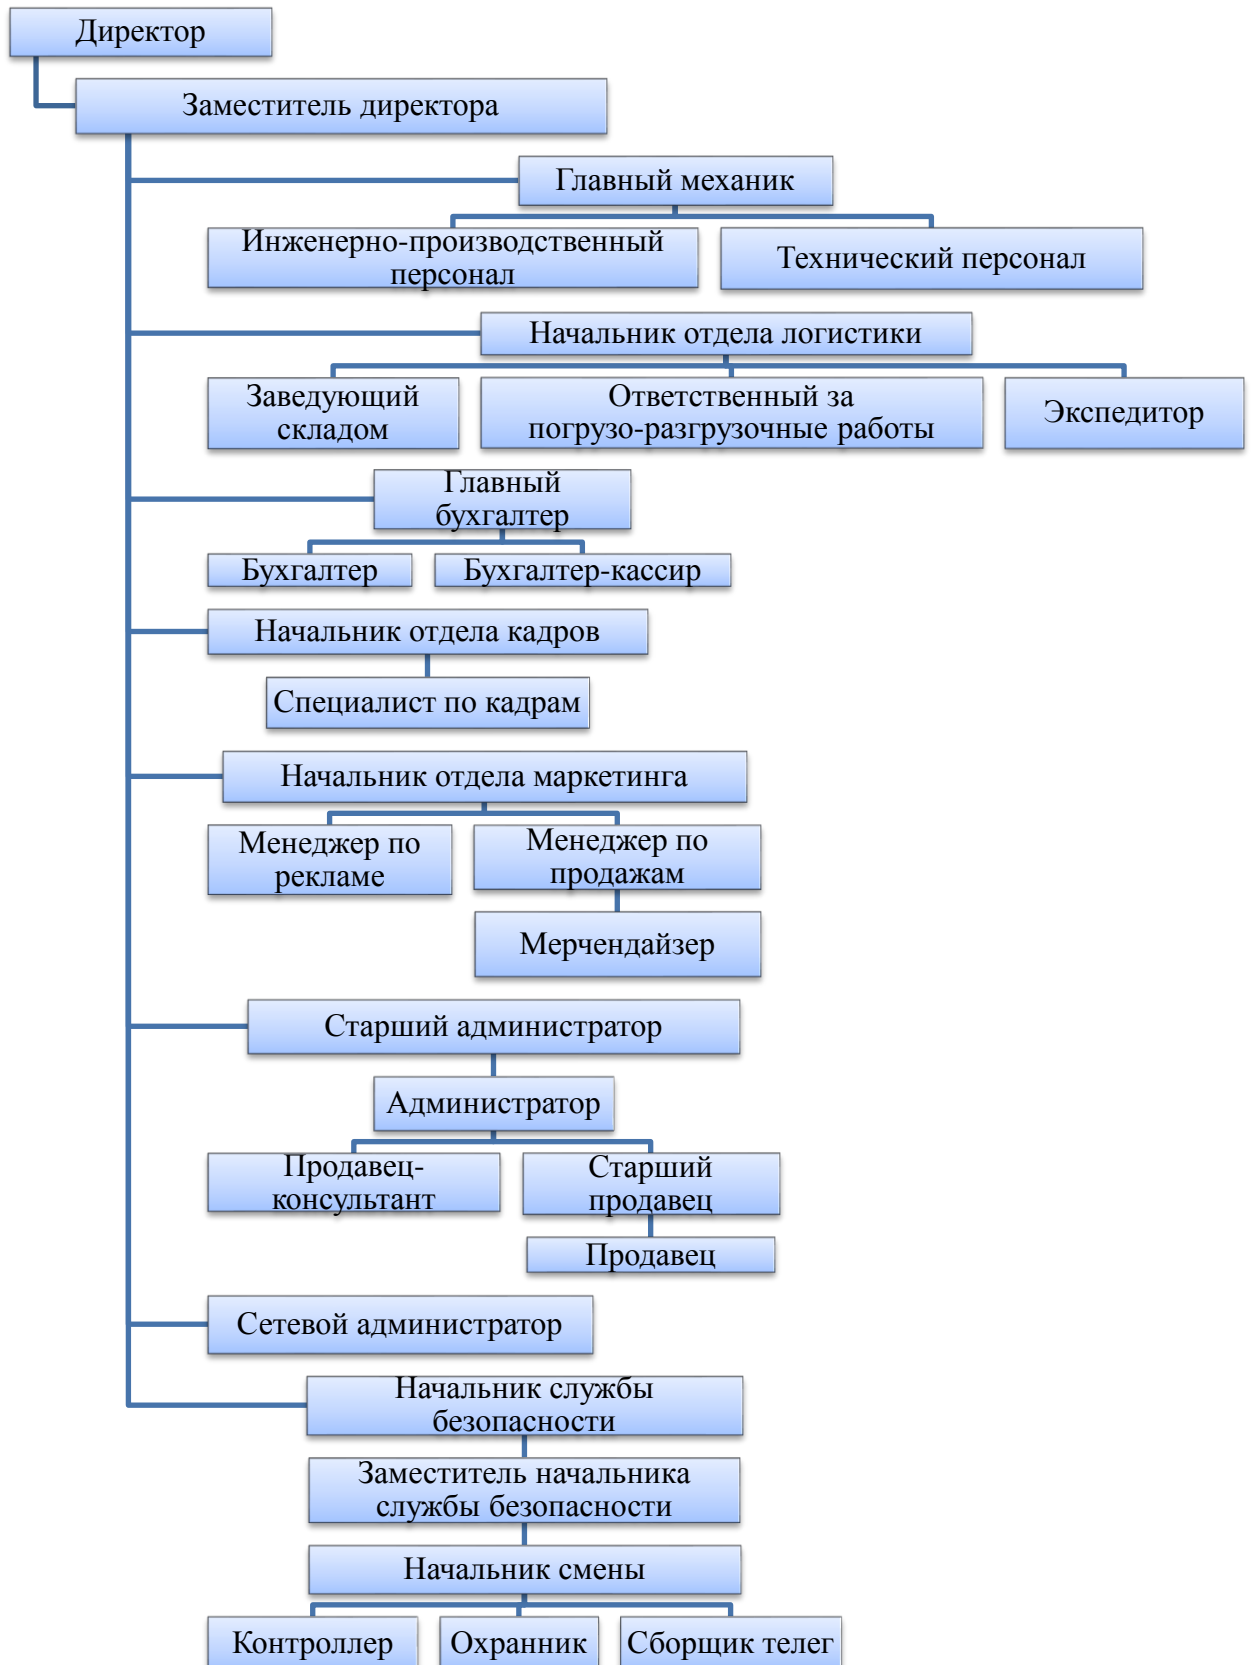 Директор
Заместитель директора
Главный механик
Инженерно-производственный
персонал
Технический персонал
Начальник отдела логистики
Заведующий
складом
Ответственный за
погрузо-разгрузочные работы
Экспедитор
Главный
бухгалтер
Бухгалтер
Бухгалтер-кассир
Начальник отдела кадров
Специалист по кадрам
Начальник отдела маркетинга
Менеджер по
рекламе
Менеджер по
продажам
Мерчендайзер
Старший администратор
Администратор
Продавец-
консультант
Старший
продавец
Продавец
Сетевой администратор
Начальник службы
безопасности
Заместитель начальника
службы безопасности
Начальник смены
Контроллер
Охранник
Сборщик телег